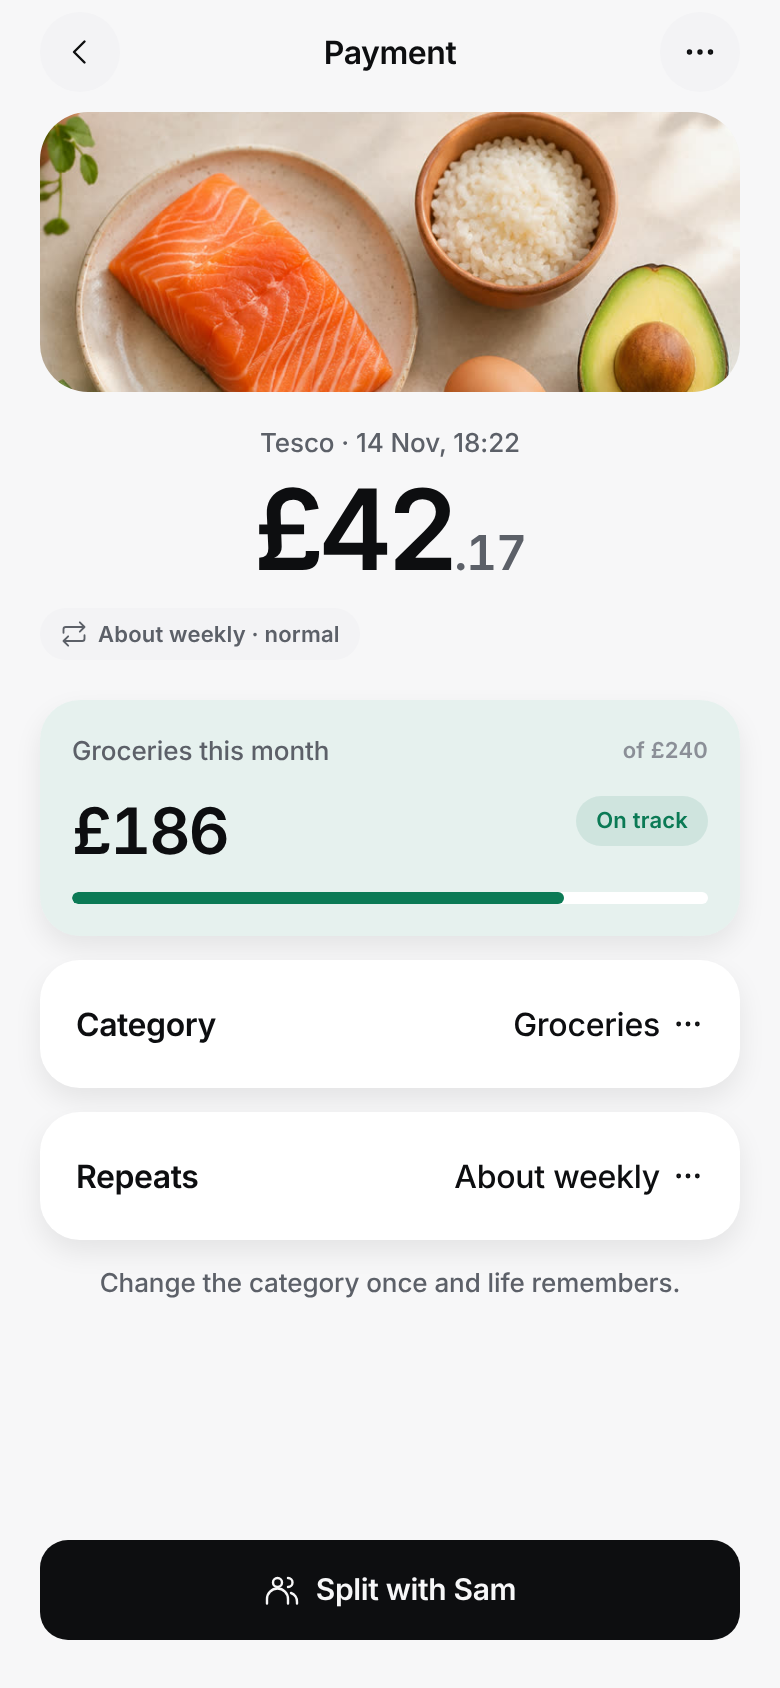 Payment
Tesco · 14 Nov, 18:22
£42.17
About weekly · normal
Groceries this month
of £240
£186
On track
Category
Groceries
Repeats
About weekly
Change the category once and life remembers.
Split with Sam